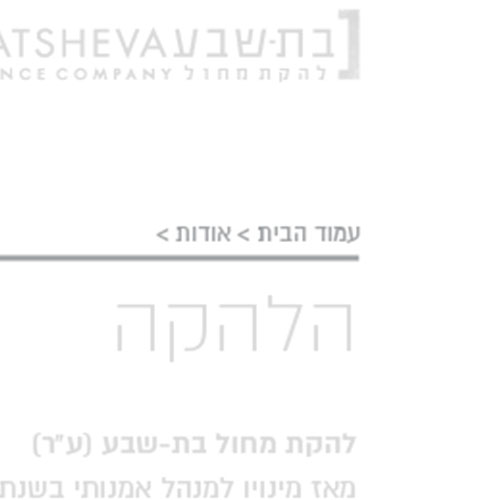 בת-שבע ATSHEVA
להקת מחול NCE COMPANY
עמוד הבית > אודות >
הלהקה
להקת מחול בת-שבע (ע"ר)
מאז מינויו למנהל אמנותי בשנת